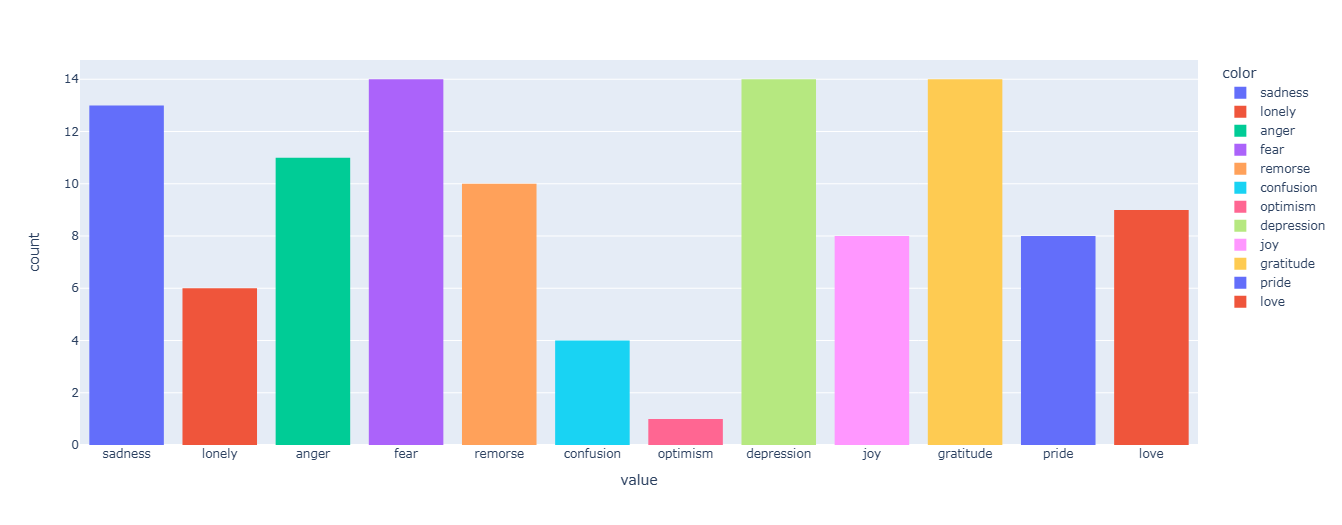 14
12
10
8
6
4
2
0
count
sadness lonely anger fear remorse confusion optimism depression joy gratitude pride love
value
color
sadness
lonely
anger
fear
remorse
confusion
optimism
depression
joy
gratitude
pride
love